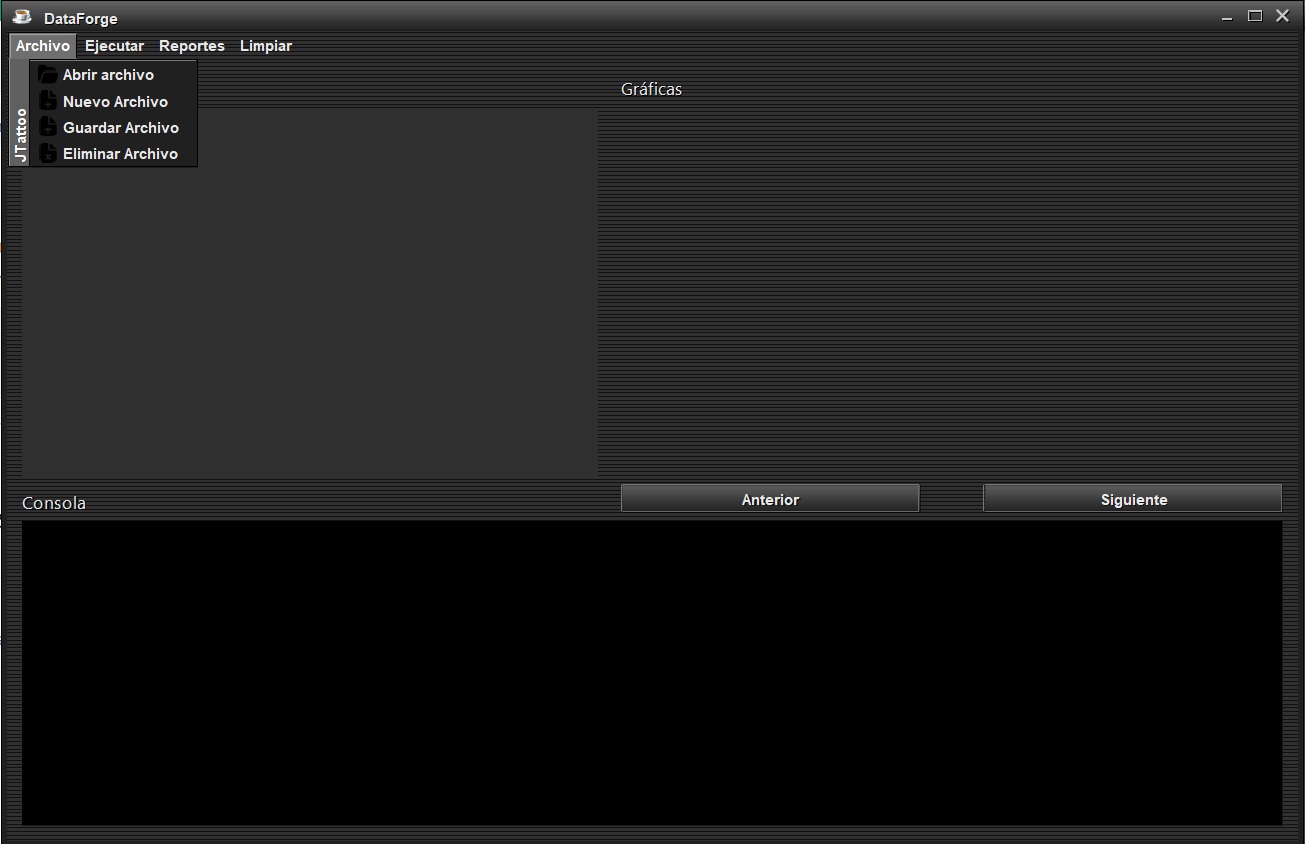 DataForge
Archivo Ejecutar Reportes Limpiar
Abrir archivo
Nuevo Archivo
Guardar Archivo
Eliminar Archivo
JTattoo
Gráficas
Anterior Siguiente
Consola